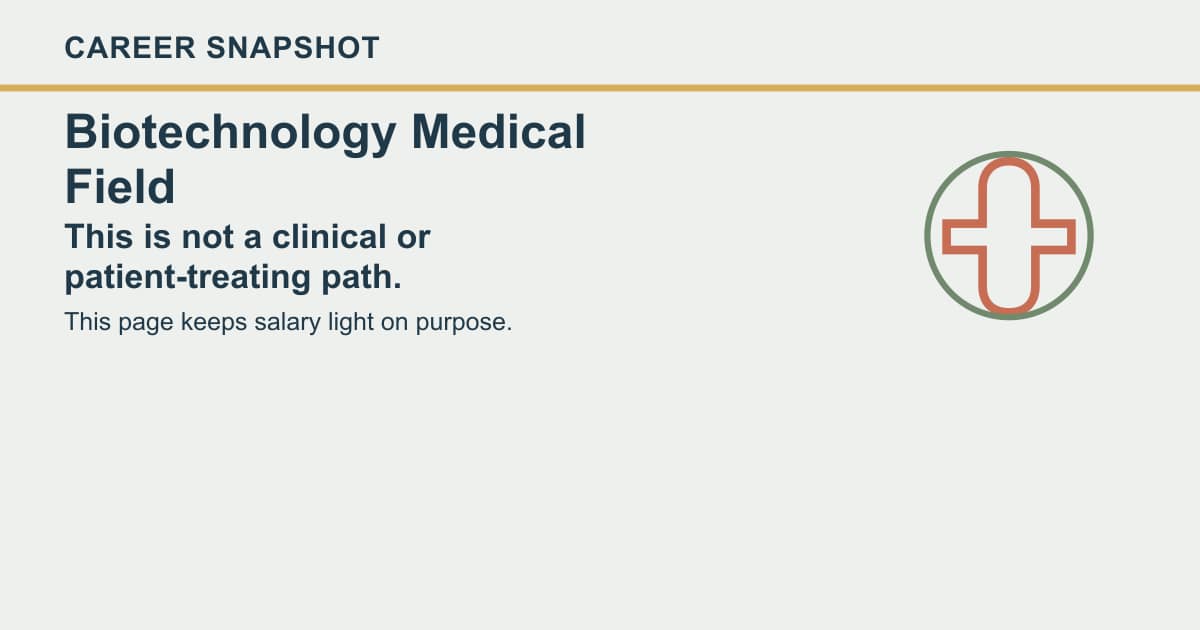 CAREER SNAPSHOT
Biotechnology Medical
Field
This is not a clinical or
patient-treating path.
This page keeps salary light on purpose.